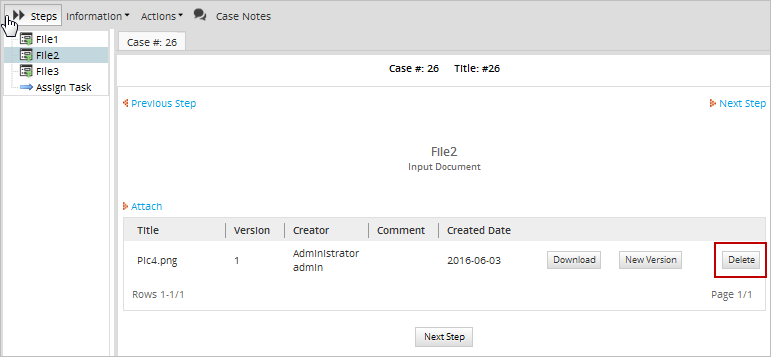 Steps Information Actions Case Notes
File1
File2
File3
Assign Task
Case #: 26
Case #: 26 Title: #26
Previous Step Next Step
File2
Input Document
Attach
Title Version Creator Comment Created Date
Pic4.png 1 Administrator admin 2016-06-03 Download New Version Delete
Rows 1-1/1 Page 1/1
Next Step